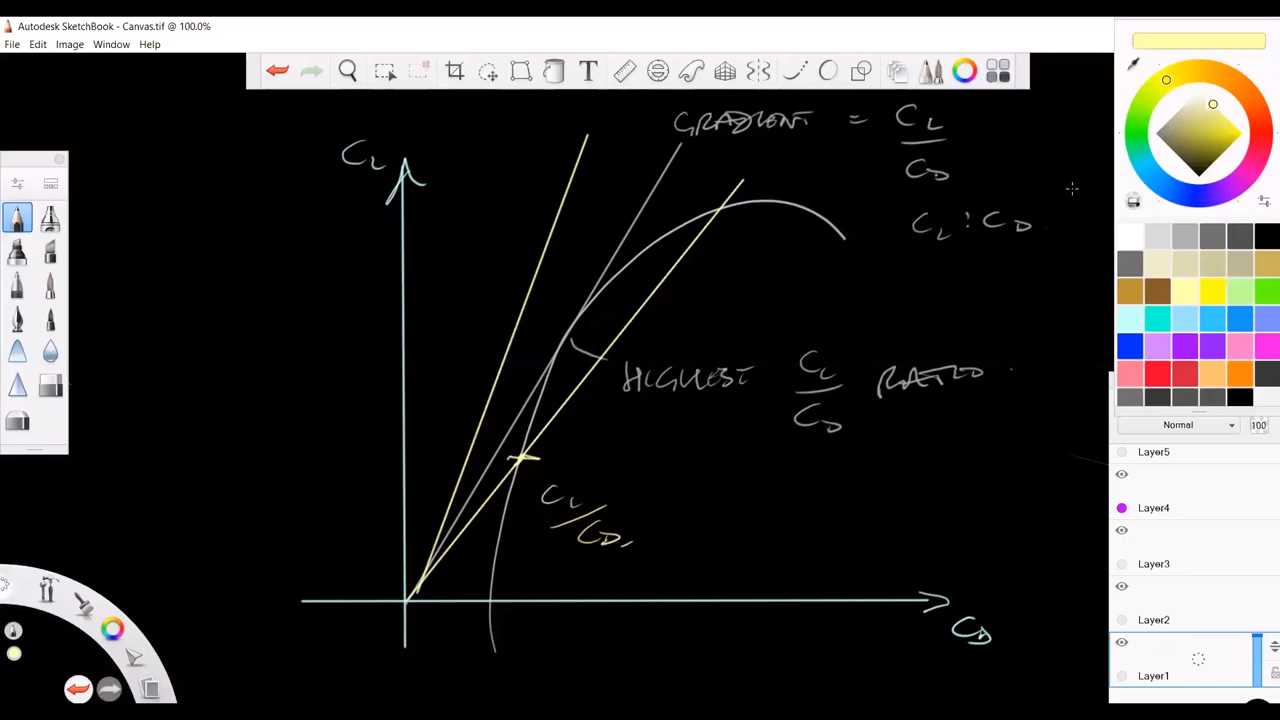 Autodesk SketchBook - Canvas.tif @ 100.0%
File Edit Image Window Help
GRADIENT = CL
CD
CL
CL : CD
HIGHEST CL RATIO
CD
CL/CD,
CD
Normal 100
Layer5
Layer4
Layer3
Layer2
Layer1